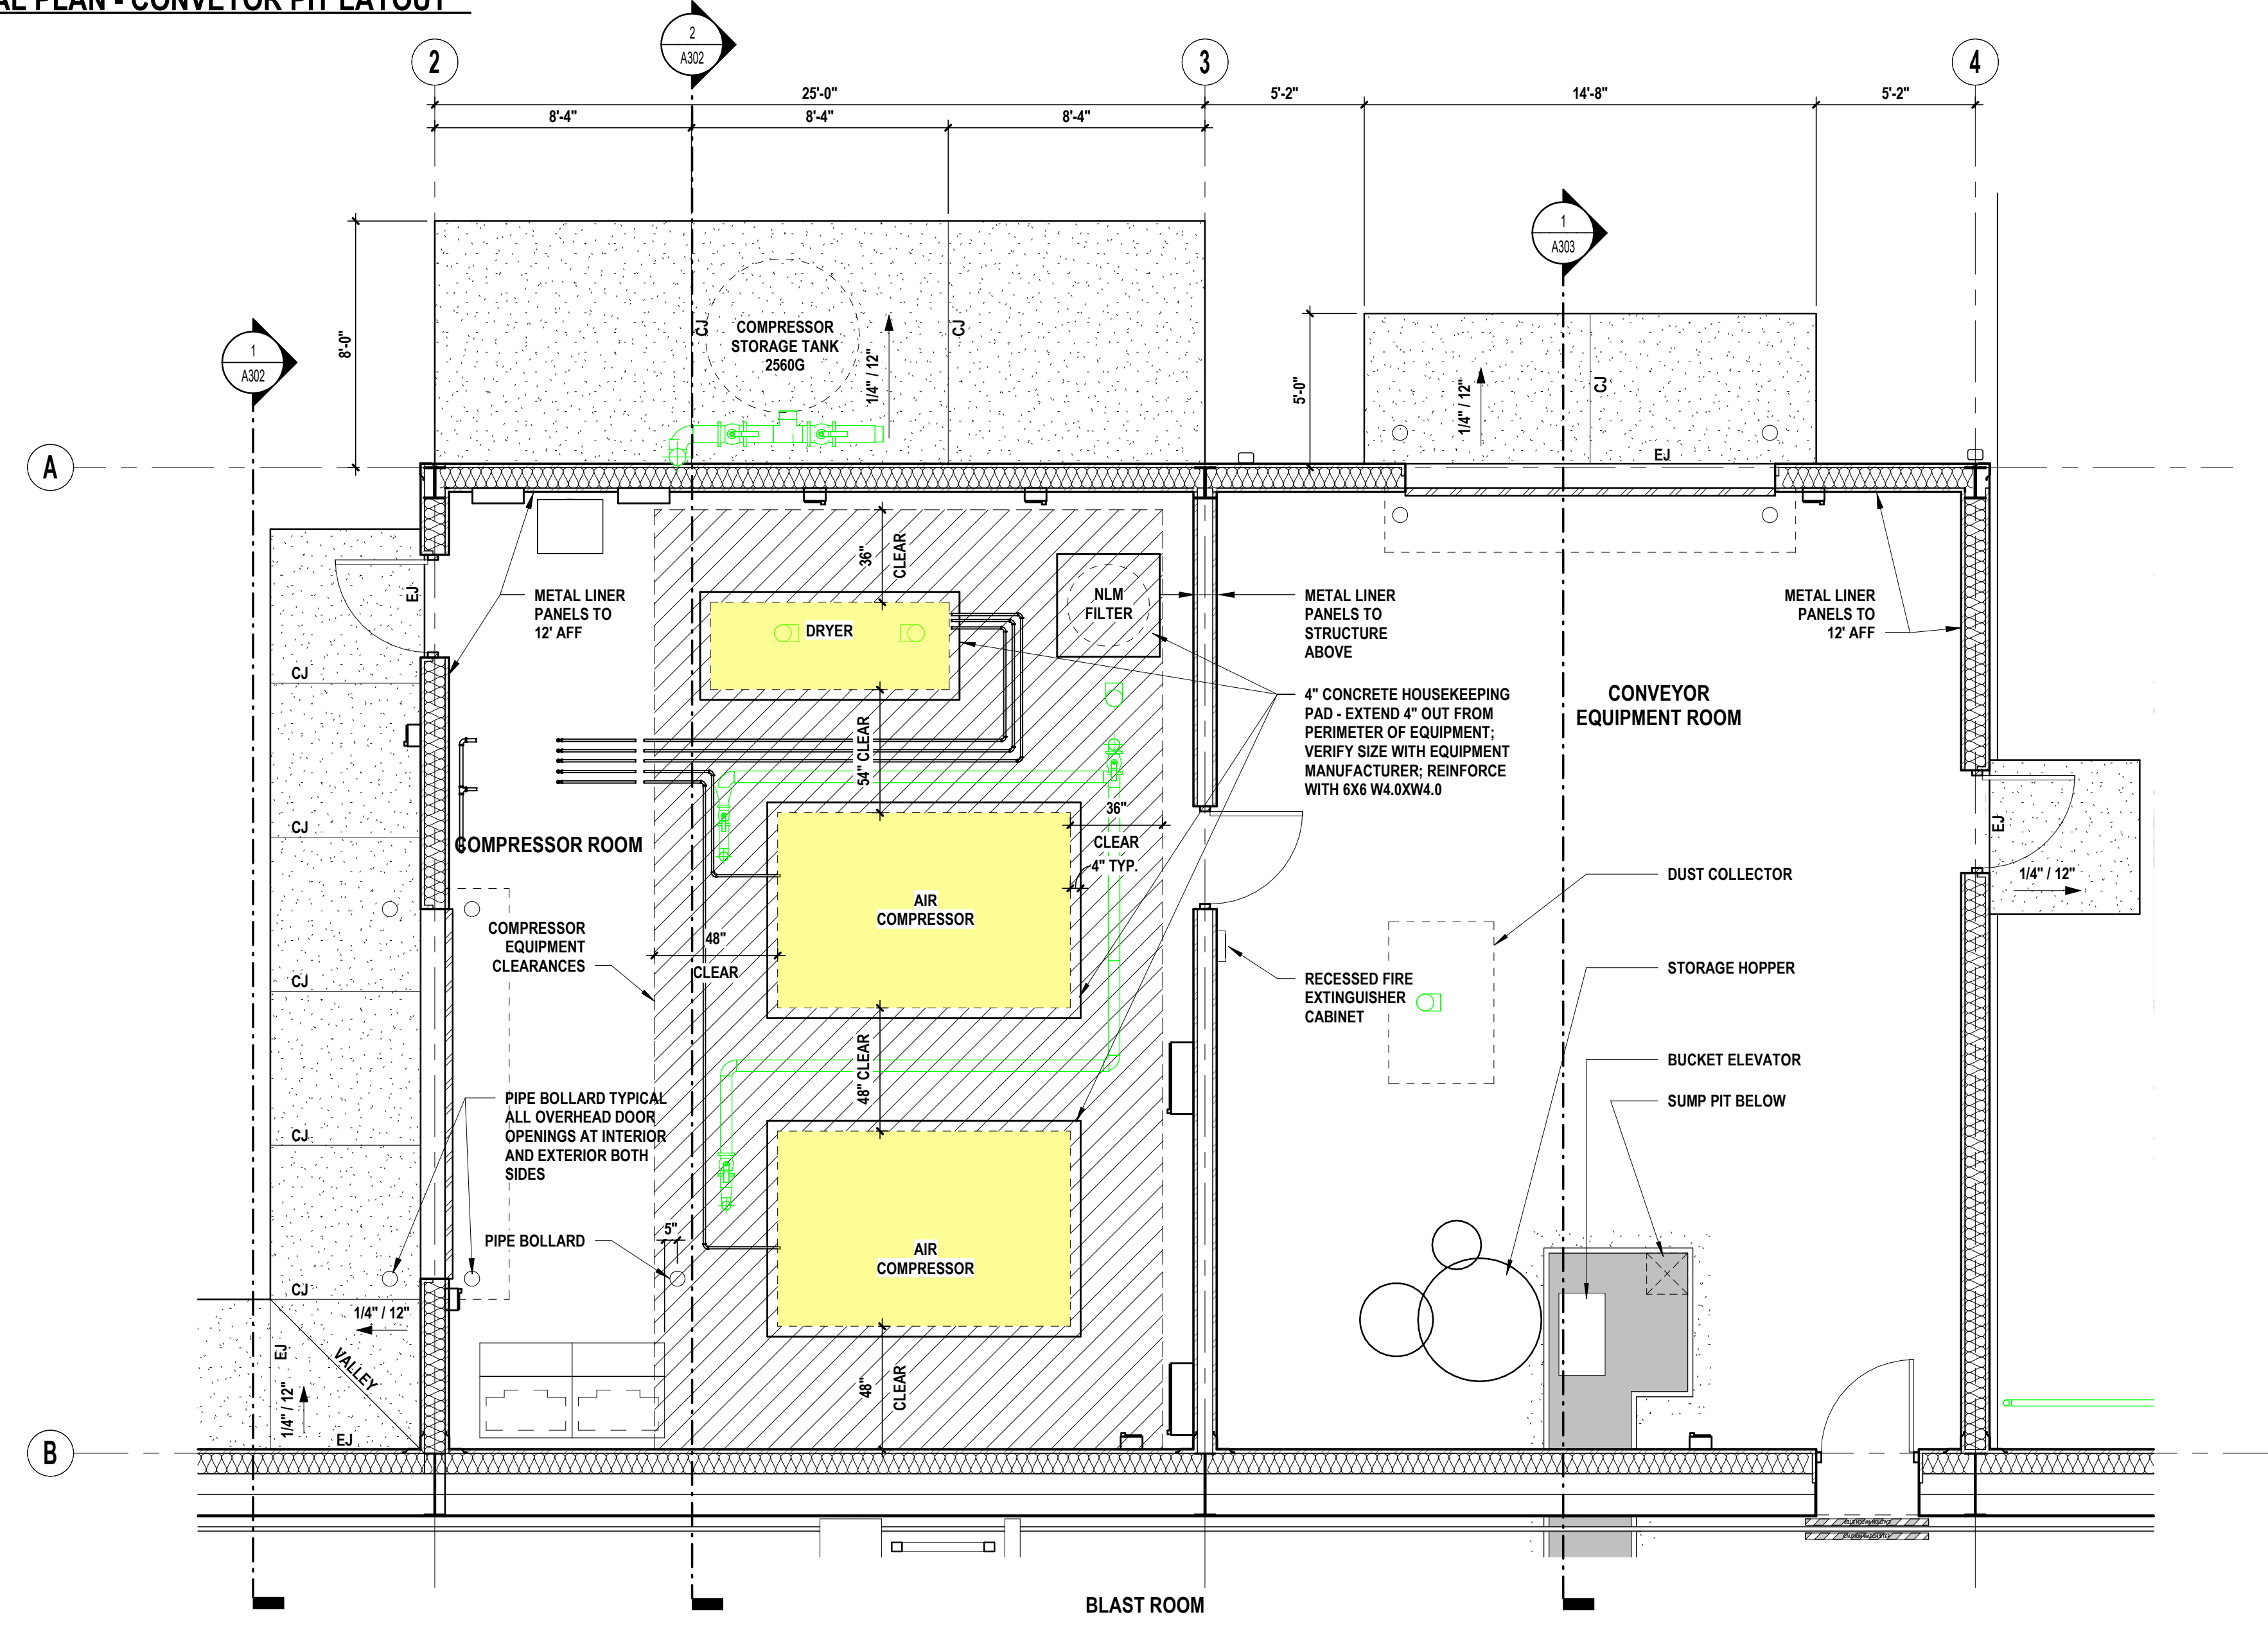 AL PLAN - CONVEYOR PIT LAYOUT
2
A302
2
3
4
25'-0"
5'-2"
14'-8"
5'-2"
8'-4"
8'-4"
8'-4"
1
A303
1
A302
8'-0"
CJ
COMPRESSOR
STORAGE TANK
2560G
1/4" / 12"
CJ
5'-0"
1/4" / 12"
CJ
EJ
A
36"
CLEAR
EJ
METAL LINER
PANELS TO
12' AFF
DRYER
NLM
FILTER
METAL LINER
PANELS TO
STRUCTURE
ABOVE
METAL LINER
PANELS TO
12' AFF
CJ
4" CONCRETE HOUSEKEEPING
PAD - EXTEND 4" OUT FROM
PERIMETER OF EQUIPMENT;
VERIFY SIZE WITH EQUIPMENT
MANUFACTURER; REINFORCE
WITH 6X6 W4.0XW4.0
CONVEYOR
EQUIPMENT ROOM
54" CLEAR
36"
CLEAR
4" TYP.
CJ
COMPRESSOR ROOM
EJ
1/4" / 12"
DUST COLLECTOR
AIR
COMPRESSOR
COMPRESSOR
EQUIPMENT
CLEARANCES
48"
CLEAR
STORAGE HOPPER
CJ
RECESSED FIRE
EXTINGUISHER
CABINET
48" CLEAR
BUCKET ELEVATOR
SUMP PIT BELOW
PIPE BOLLARD TYPICAL
ALL OVERHEAD DOOR
OPENINGS AT INTERIOR
AND EXTERIOR BOTH
SIDES
CJ
5"
PIPE BOLLARD
AIR
COMPRESSOR
CJ
1/4" / 12"
EJ
VALLEY
1/4" / 12"
48"
CLEAR
EJ
B
BLAST ROOM